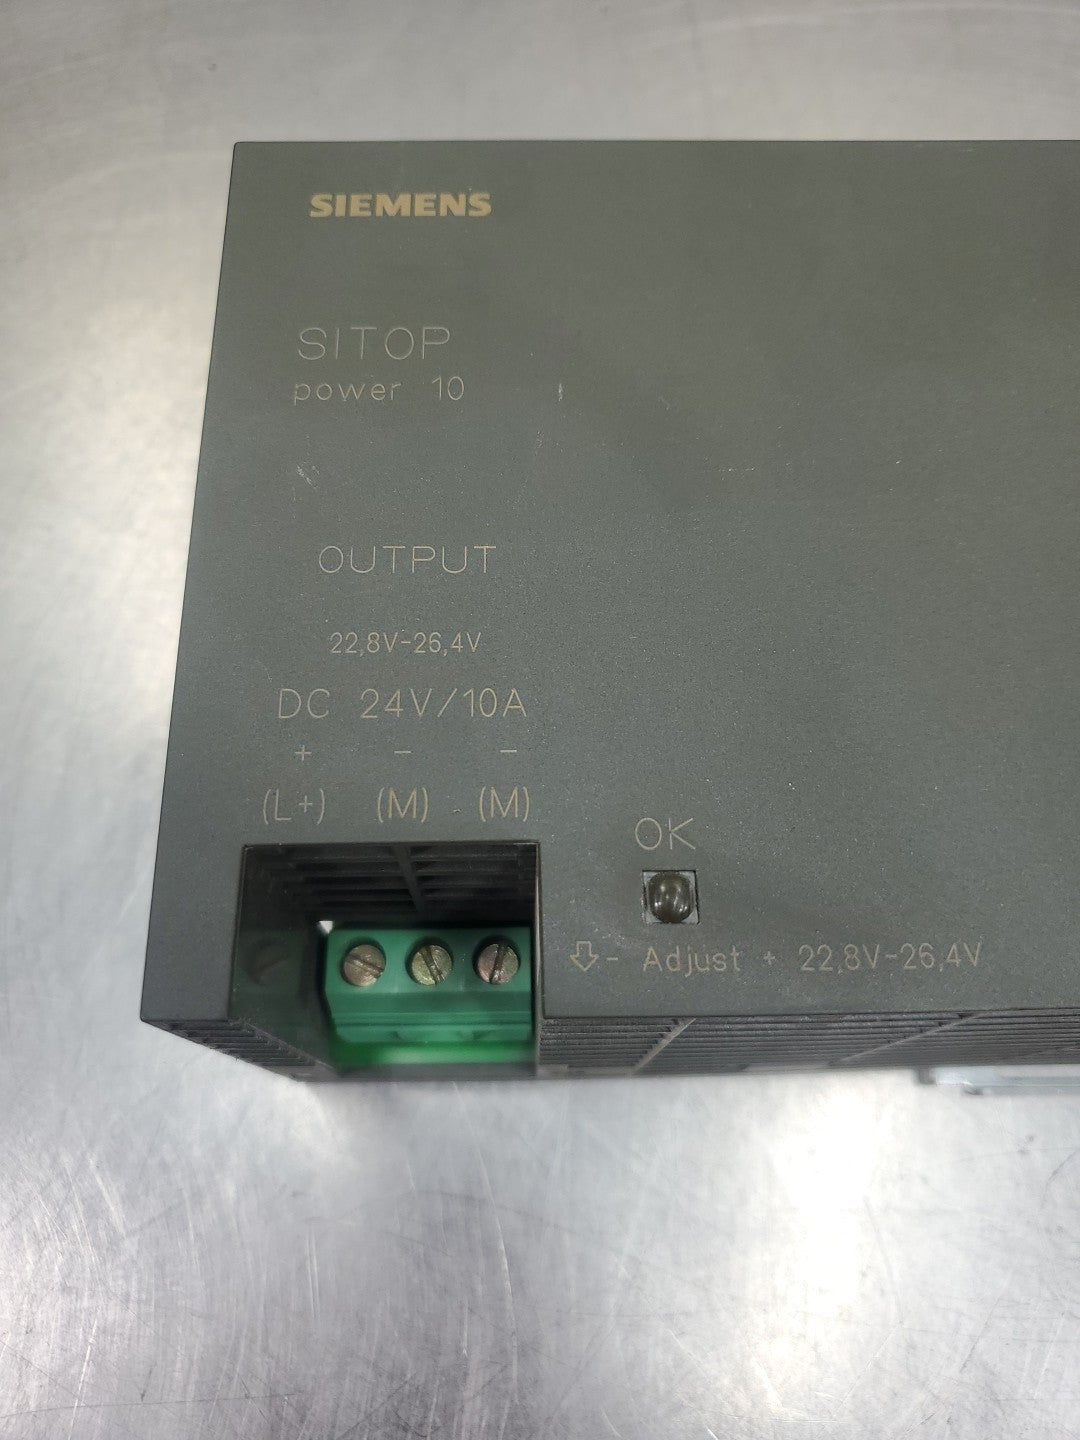 SIEMENS
SITOP
power 10
OUTPUT
22,8V-26,4V
DC 24V/10A
+ - -
(L+) (M) (M)
OK
⇩- Adjust + 22,8V-26,4V